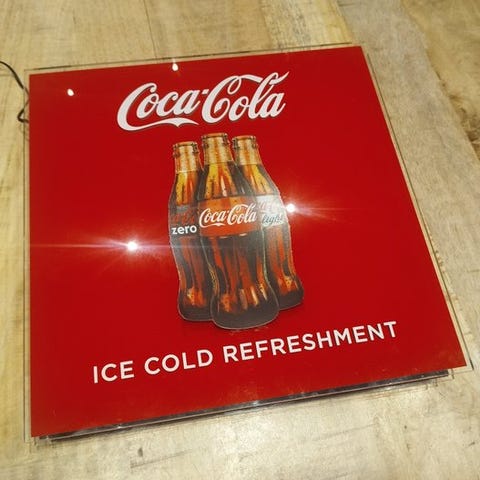 Coca-Cola
zero
Coca-Cola
light
ICE COLD REFRESHMENT